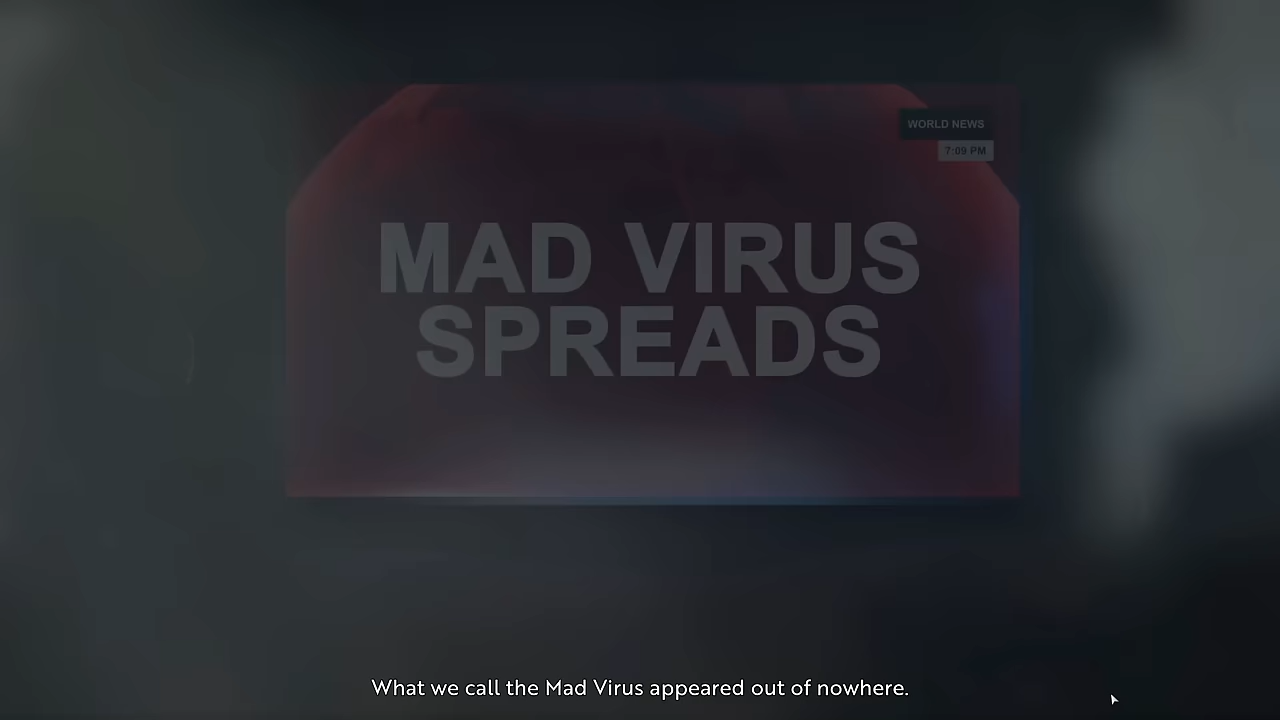 WORLD NEWS
7:09 PM
MAD VIRUS
SPREADS
What we call the Mad Virus appeared out of nowhere.